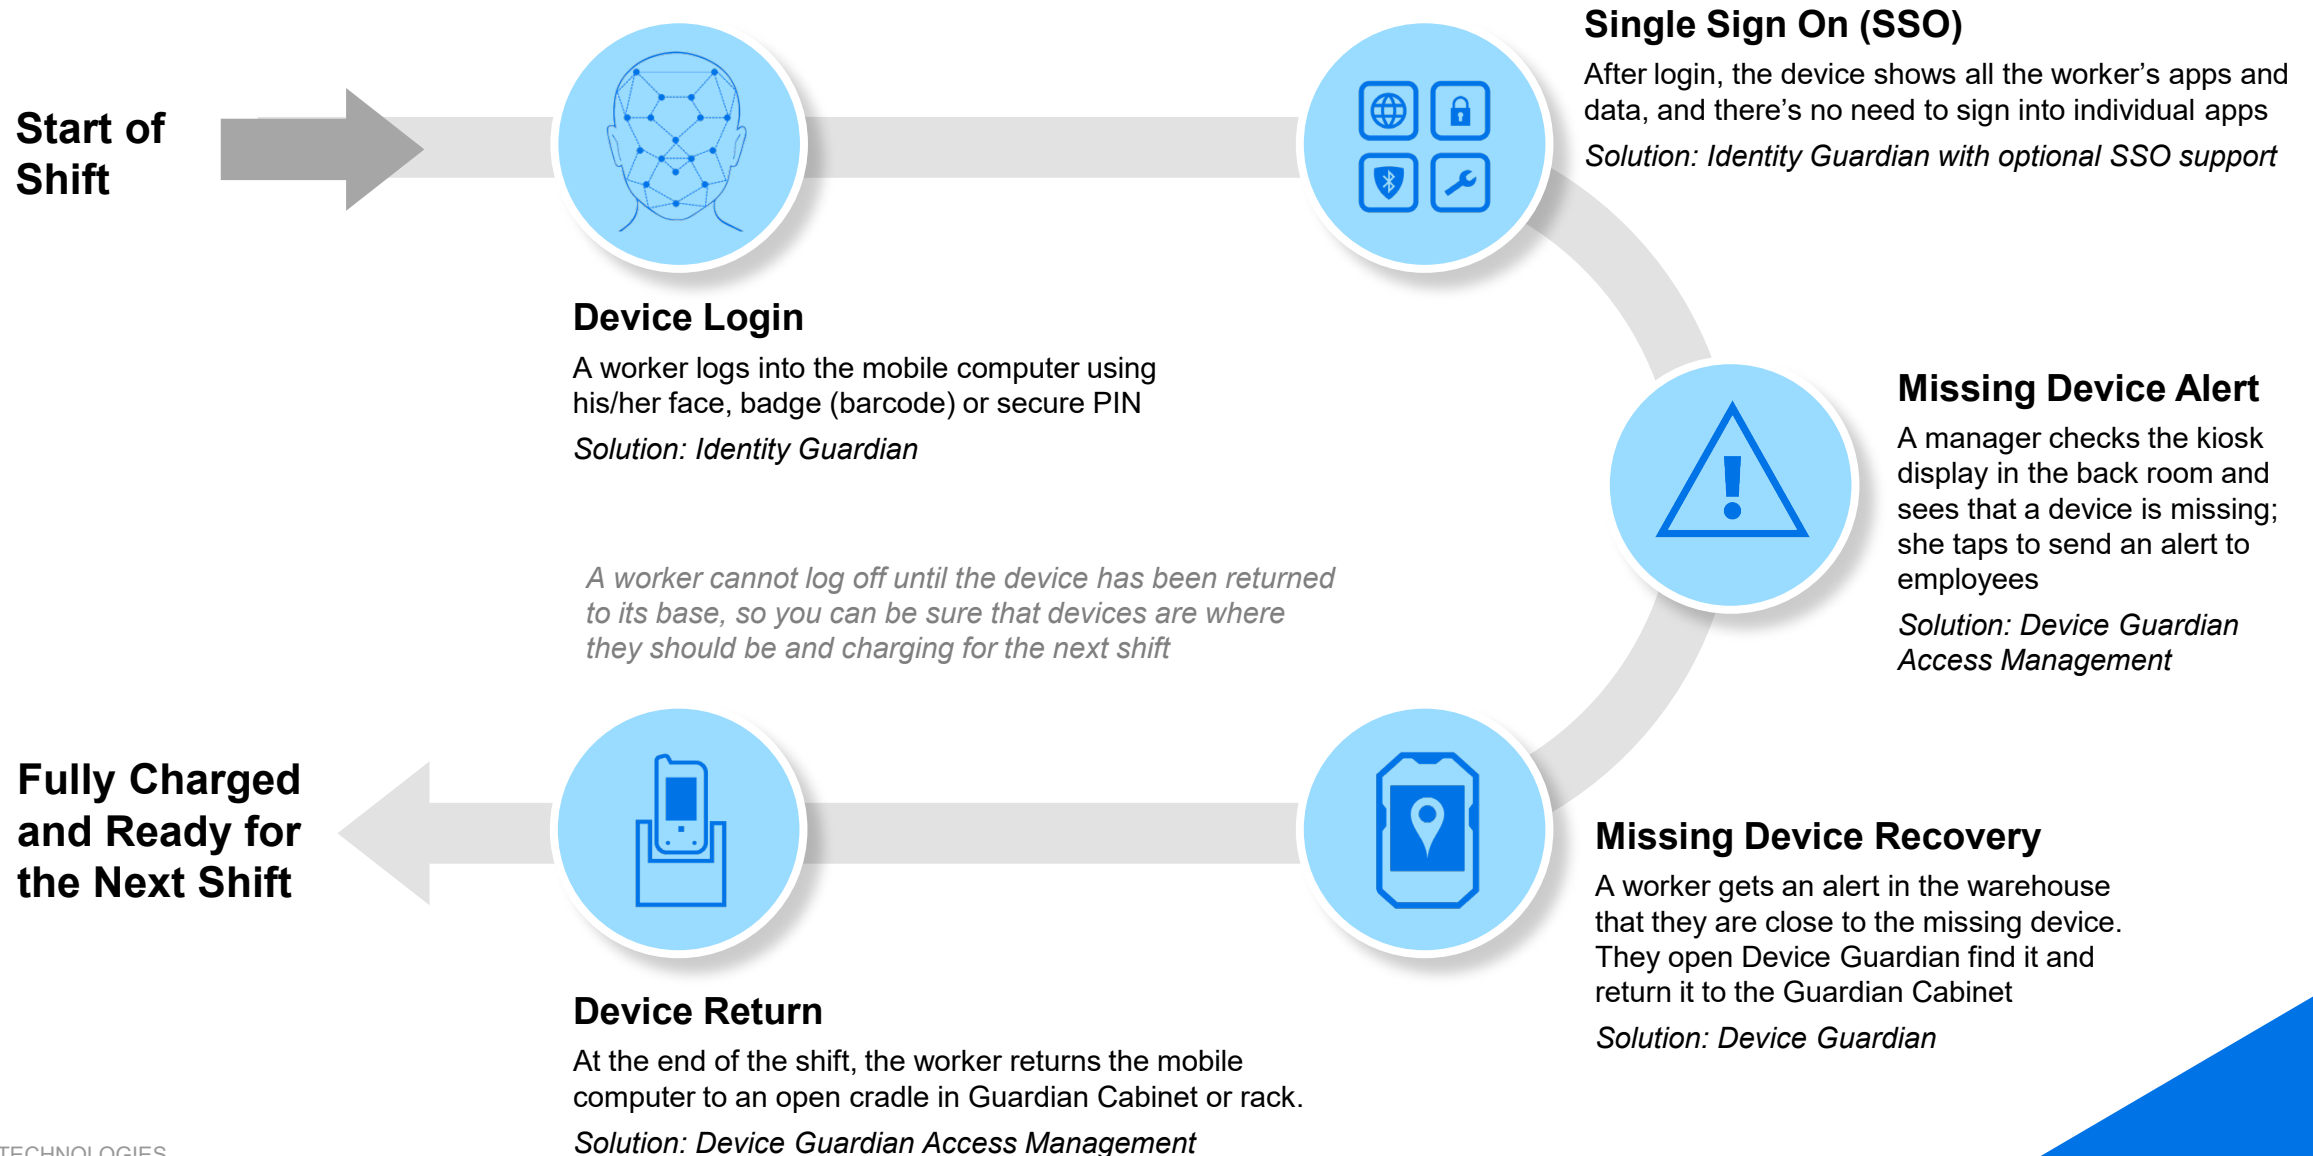 Start of
Shift
Device Login
A worker logs into the mobile computer using
his/her face, badge (barcode) or secure PIN
Solution: Identity Guardian
Single Sign On (SSO)
After login, the device shows all the worker's apps and
data, and there's no need to sign into individual apps
Solution: Identity Guardian with optional SSO support
Missing Device Alert
A manager checks the kiosk
display in the back room and
sees that a device is missing;
she taps to send an alert to
employees
Solution: Device Guardian
Access Management
A worker cannot log off until the device has been returned
to its base, so you can be sure that devices are where
they should be and charging for the next shift
Missing Device Recovery
A worker gets an alert in the warehouse
that they are close to the missing device.
They open Device Guardian find it and
return it to the Guardian Cabinet
Solution: Device Guardian
Device Return
At the end of the shift, the worker returns the mobile
computer to an open cradle in Guardian Cabinet or rack.
Solution: Device Guardian Access Management
Fully Charged
and Ready for
the Next Shift
TECHNOLOGIES